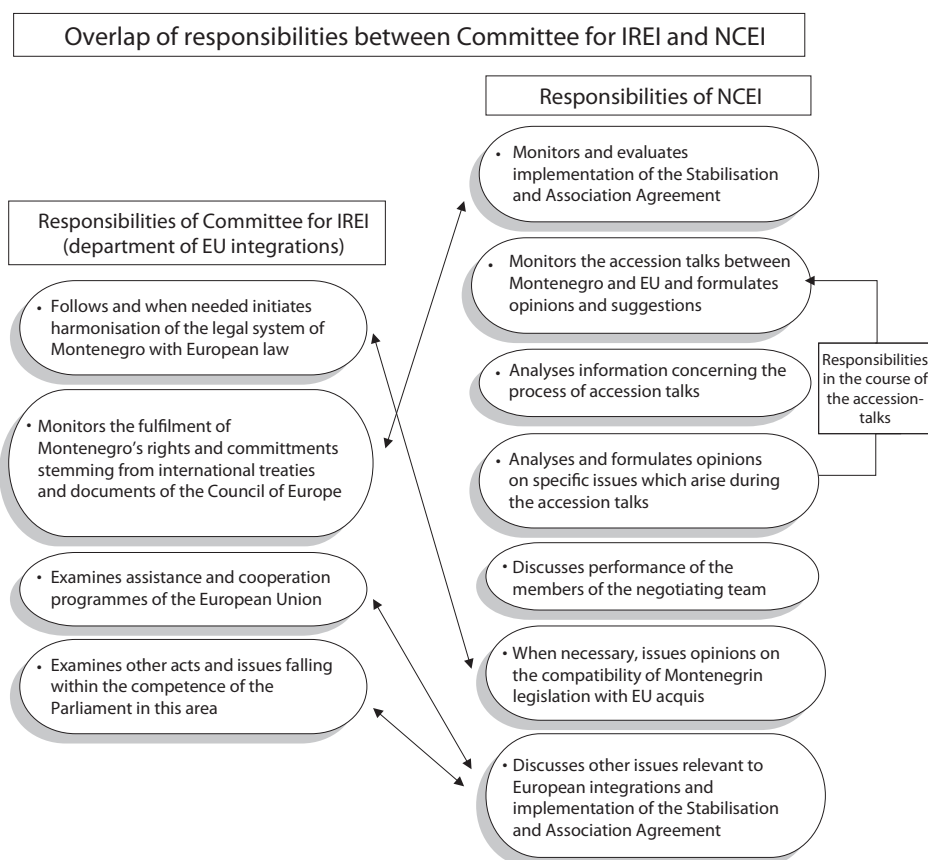 Overlap of responsibilities between Committee for IREI and NCEI
Responsibilities of NCEI
• Monitors and evaluates
implementation of the Stabilisation
and Association Agreement
Responsibilities of Committee for IREI
(department of EU integrations)
• Monitors the accession talks between
Montenegro and EU and formulates
opinions and suggestions
• Follows and when needed initiates
harmonisation of the legal system of
Montenegro with European law
• Analyses information concerning the
process of accession talks
Responsibilities
in the course of
the accession-
talks
• Monitors the fulfilment of
Montenegro's rights and committments
stemming from international treaties
and documents of the Council of Europe
• Analyses and formulates opinions
on specific issues which arise during
the accession talks
• Examines assistance and cooperation
programmes of the European Union
• Discusses performance of the
members of the negotiating team
• Examines other acts and issues falling
within the competence of the
Parliament in this area
• When necessary, issues opinions on
the compatibility of Montenegrin
legislation with EU acquis
• Discusses other issues relevant to
European integrations and
implementation of the Stabilisation
and Association Agreement